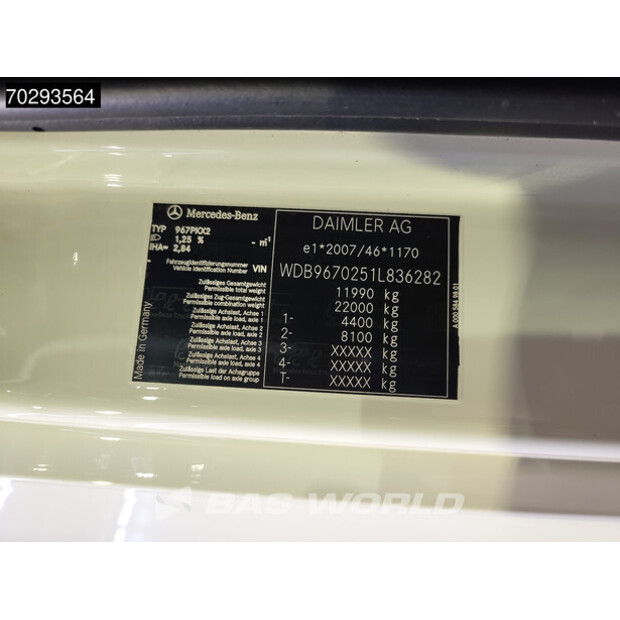 70293564
Mercedes-Benz
TYP 967PKX2
1,25 % - m¹
IHA= 2,84
Fahrzeugidentifizierungsnummer
Vehicle Identification Number VIN
Zulässiges Gesamtgewicht
Permissible total weight
Zulässiges Zug-Gesamtgewicht
Permissible combination weight
Zulässige Achslast, Achse 1
Permissible axle load, axle 1
Zulässige Achslast, Achse 2
Permissible axle load, axle 2
Zulässige Achslast, Achse 3
Permissible axle load, axle 3
Zulässige Achslast, Achse 4
Permissible axle load, axle 4
Zulässige Last der Achsgruppe
Permissible load on axle group
Made in Germany
DAIMLER AG
e1*2007/46*1170
WDB9670251L836282
11990 kg
22000 kg
1- 4400 kg
2- 8100 kg
3- XXXXX kg
4- XXXXX kg
T- XXXXX kg
A 000 584 98 01
BAS WORLD